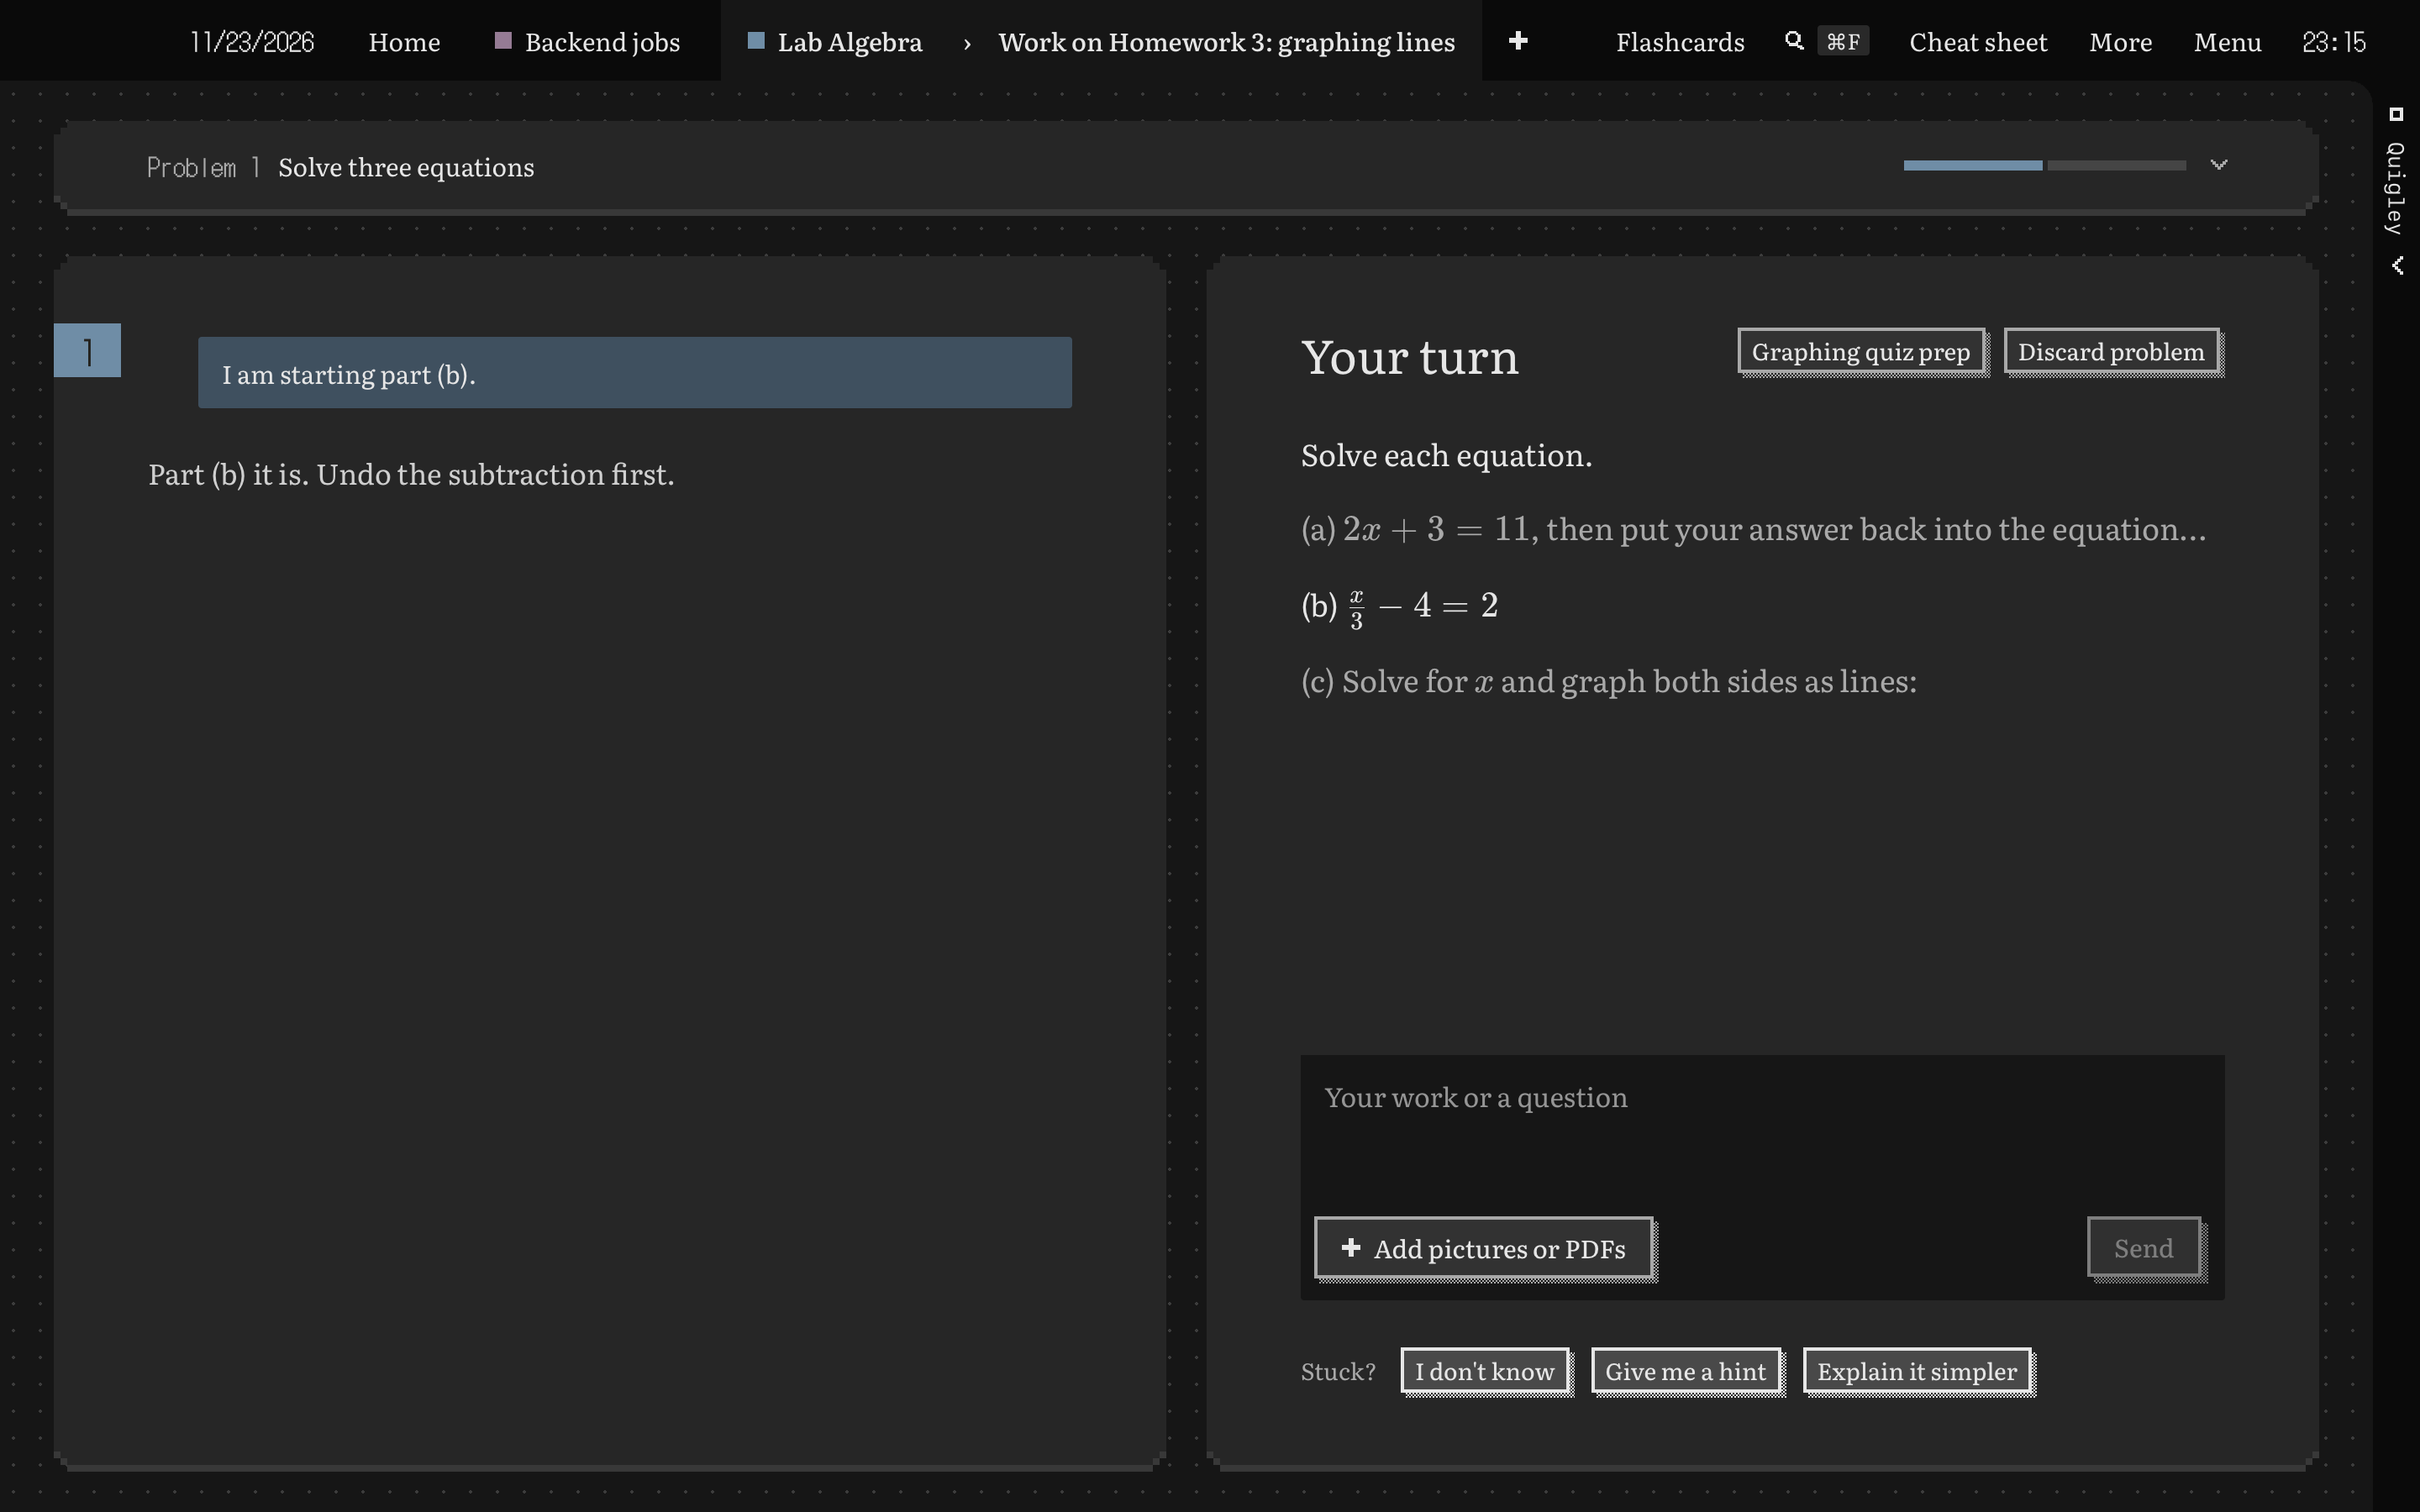 11/23/2026 Home Backend jobs Lab Algebra › Work on Homework 3: graphing lines Flashcards ⌘F Cheat sheet More Menu 23:15
Quigley
Problem 1 Solve three equations
1
I am starting part (b).
Part (b) it is. Undo the subtraction first.
Your turn
Graphing quiz prep
Discard problem
Solve each equation.
(a) 2x + 3 = 11, then put your answer back into the equation...
(b) x/3 − 4 = 2
(c) Solve for x and graph both sides as lines:
Your work or a question
Add pictures or PDFs
Send
Stuck? I don't know Give me a hint Explain it simpler